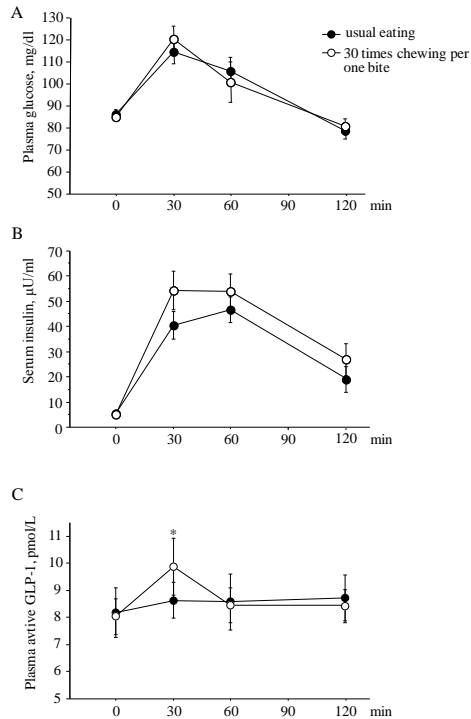 A
usual eating
30 times chewing per
one bite
Plasma glucose, mg/dl
130
120
110
100
90
80
70
60
50
0 30 60 90 120 min
B
Serum insulin, μU/ml
70
60
50
40
30
20
10
0
0 30 60 90 120 min
C
Plasma avtive GLP-1, pmol/L
11
10
9
8
7
6
5
*
0 30 60 90 120 min